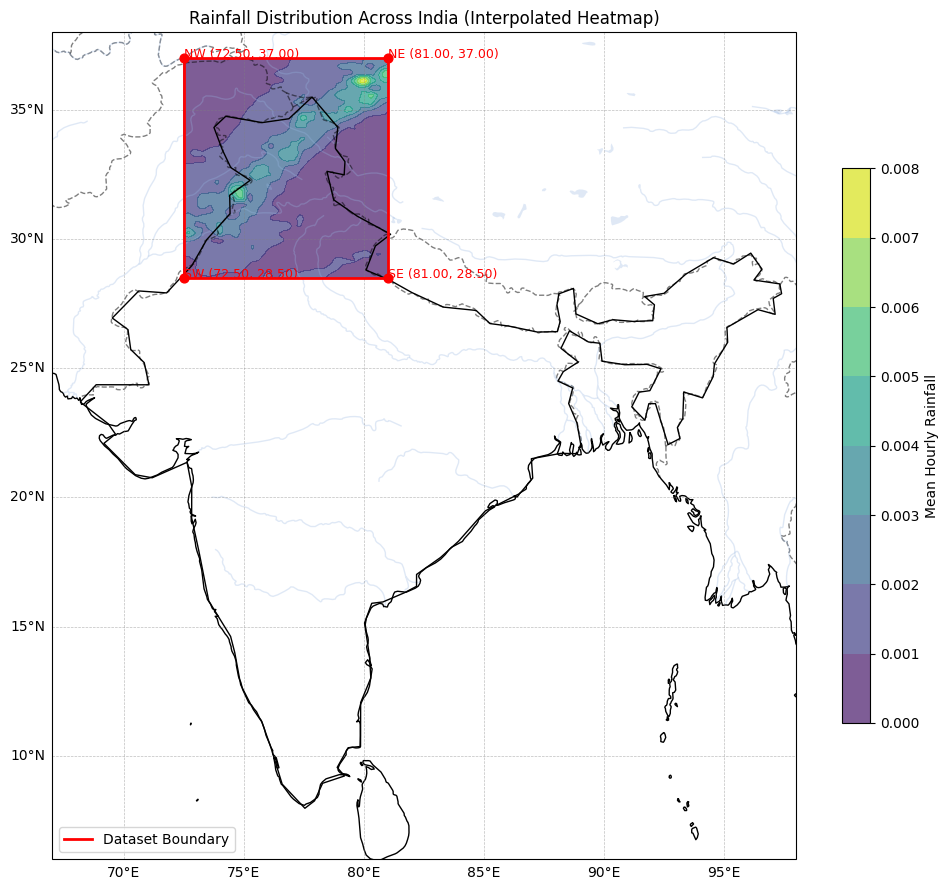 Rainfall Distribution Across India (Interpolated Heatmap)
NW (72.50, 37.00)
NE (81.00, 37.00)
35°N
30°N
SW (72.50, 28.50)
SE (81.00, 28.50)
25°N
20°N
15°N
10°N
Dataset Boundary
70°E
75°E
80°E
85°E
90°E
95°E
0.008
0.007
0.006
0.005
0.004
0.003
0.002
0.001
0.000
Mean Hourly Rainfall